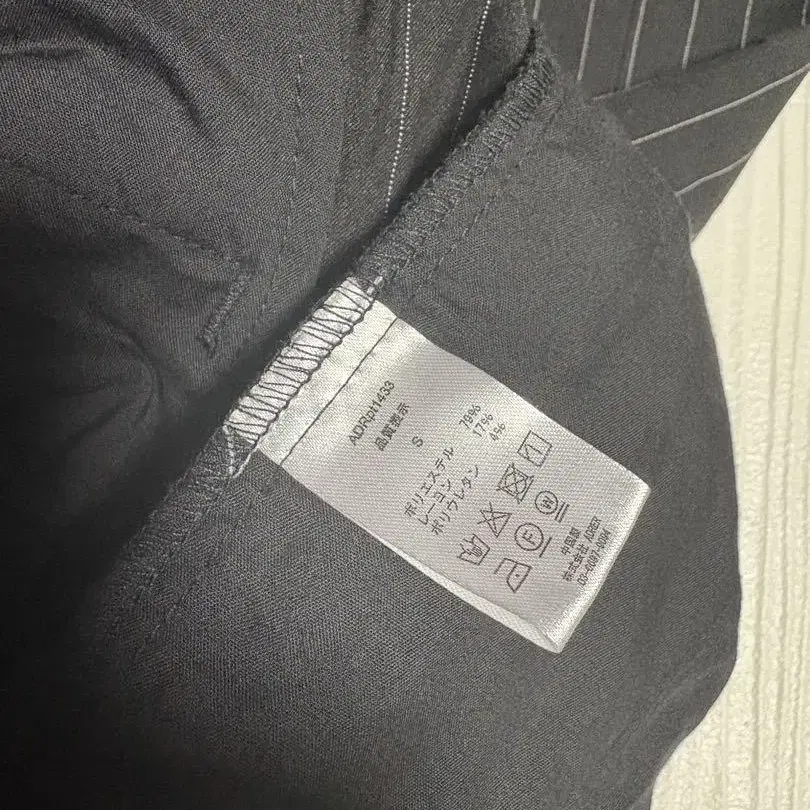 ADRpt1433
品質表示
S
ポリエステル 79%
レーヨン 17%
ポリウレタン 4%
W
F
中国製
株式会社 ADRER